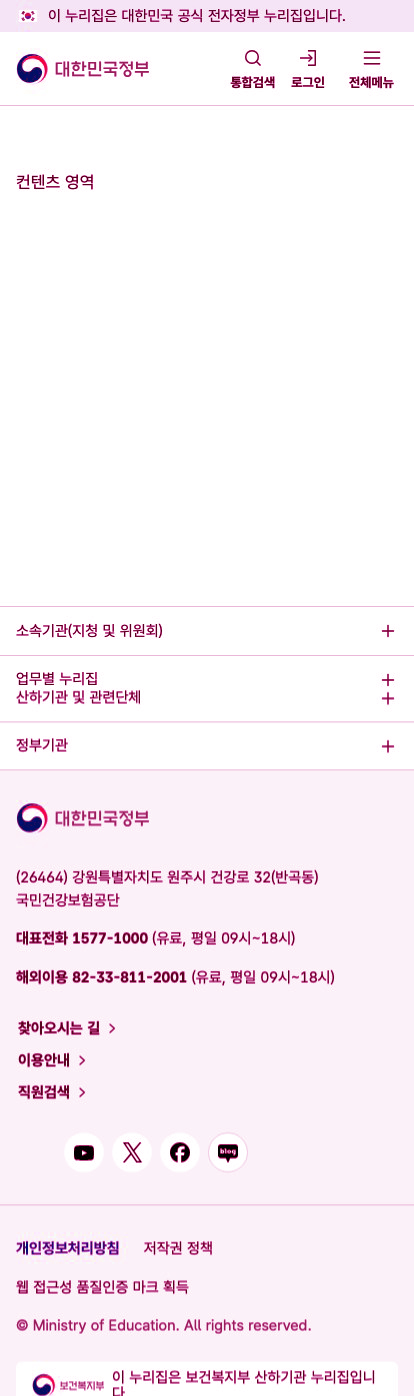 이 누리집은 대한민국 공식 전자정부 누리집입니다.
대한민국정부
통합검색 로그인 전체메뉴
컨텐츠 영역
소속기관(지청 및 위원회)
업무별 누리집
산하기관 및 관련단체
정부기관
대한민국정부
(26464) 강원특별자치도 원주시 건강로 32(반곡동)
국민건강보험공단
대표전화 1577-1000 (유료, 평일 09시~18시)
해외이용 82-33-811-2001 (유료, 평일 09시~18시)
찾아오시는 길
이용안내
직원검색
blog
개인정보처리방침 저작권 정책
웹 접근성 품질인증 마크 획득
© Ministry of Education. All rights reserved.
보건복지부 이 누리집은 보건복지부 산하기관 누리집입니
다